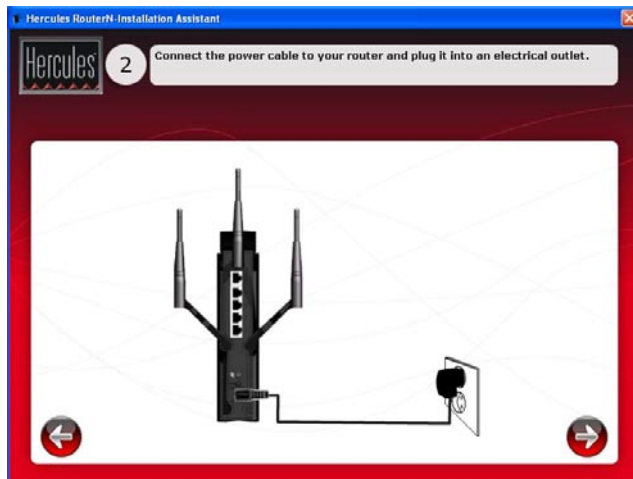 Hercules RouterN-Installation Assistant
Hercules
2
Connect the power cable to your router and plug it into an electrical outlet.